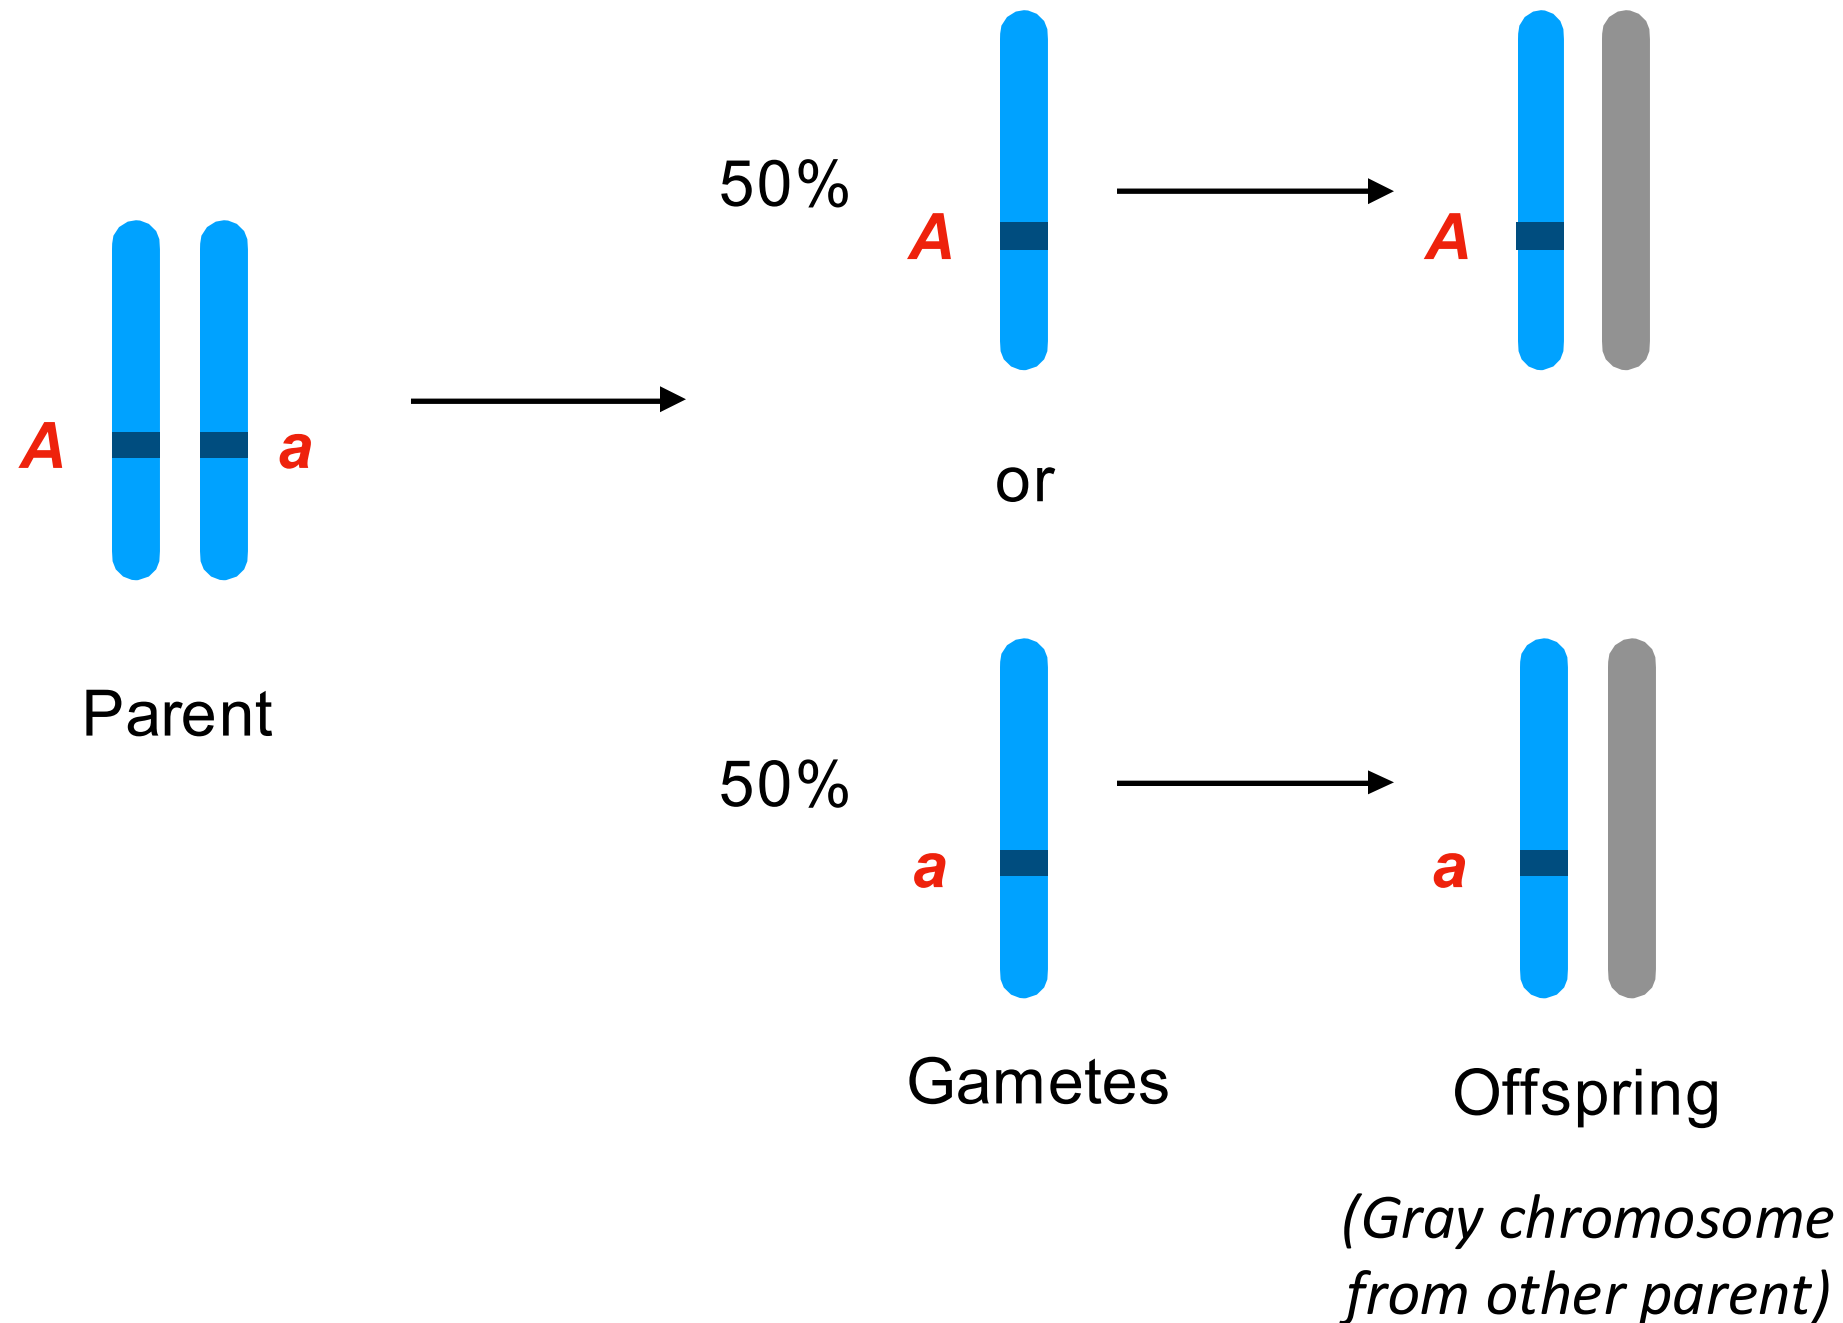 A
a
Parent
50%
A
or
50%
a
Gametes
A
a
Offspring
(Gray chromosome
from other parent)